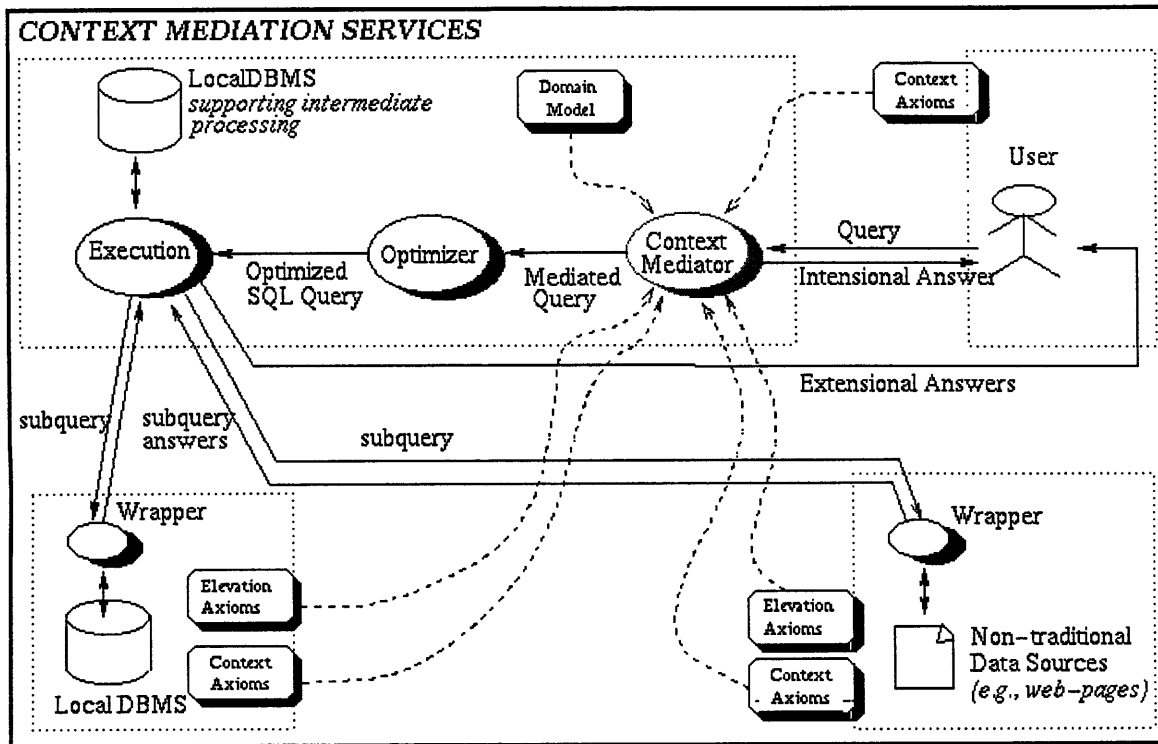 CONTEXT MEDIATION SERVICES
LocalDBMS
supporting intermediate
processing
Domain
Model
Context
Axioms
User
Execution
Optimizer
Context
Mediator
Query
Intensional Answer
Optimized
SQL Query
Mediated
Query
Extensional Answers
subquery
subquery
answers
subquery
Wrapper
Elevation
Axioms
Context
Axioms
Local DBMS
Wrapper
Elevation
Axioms
Context
Axioms
Non-traditional
Data Sources
(e.g., web-pages)